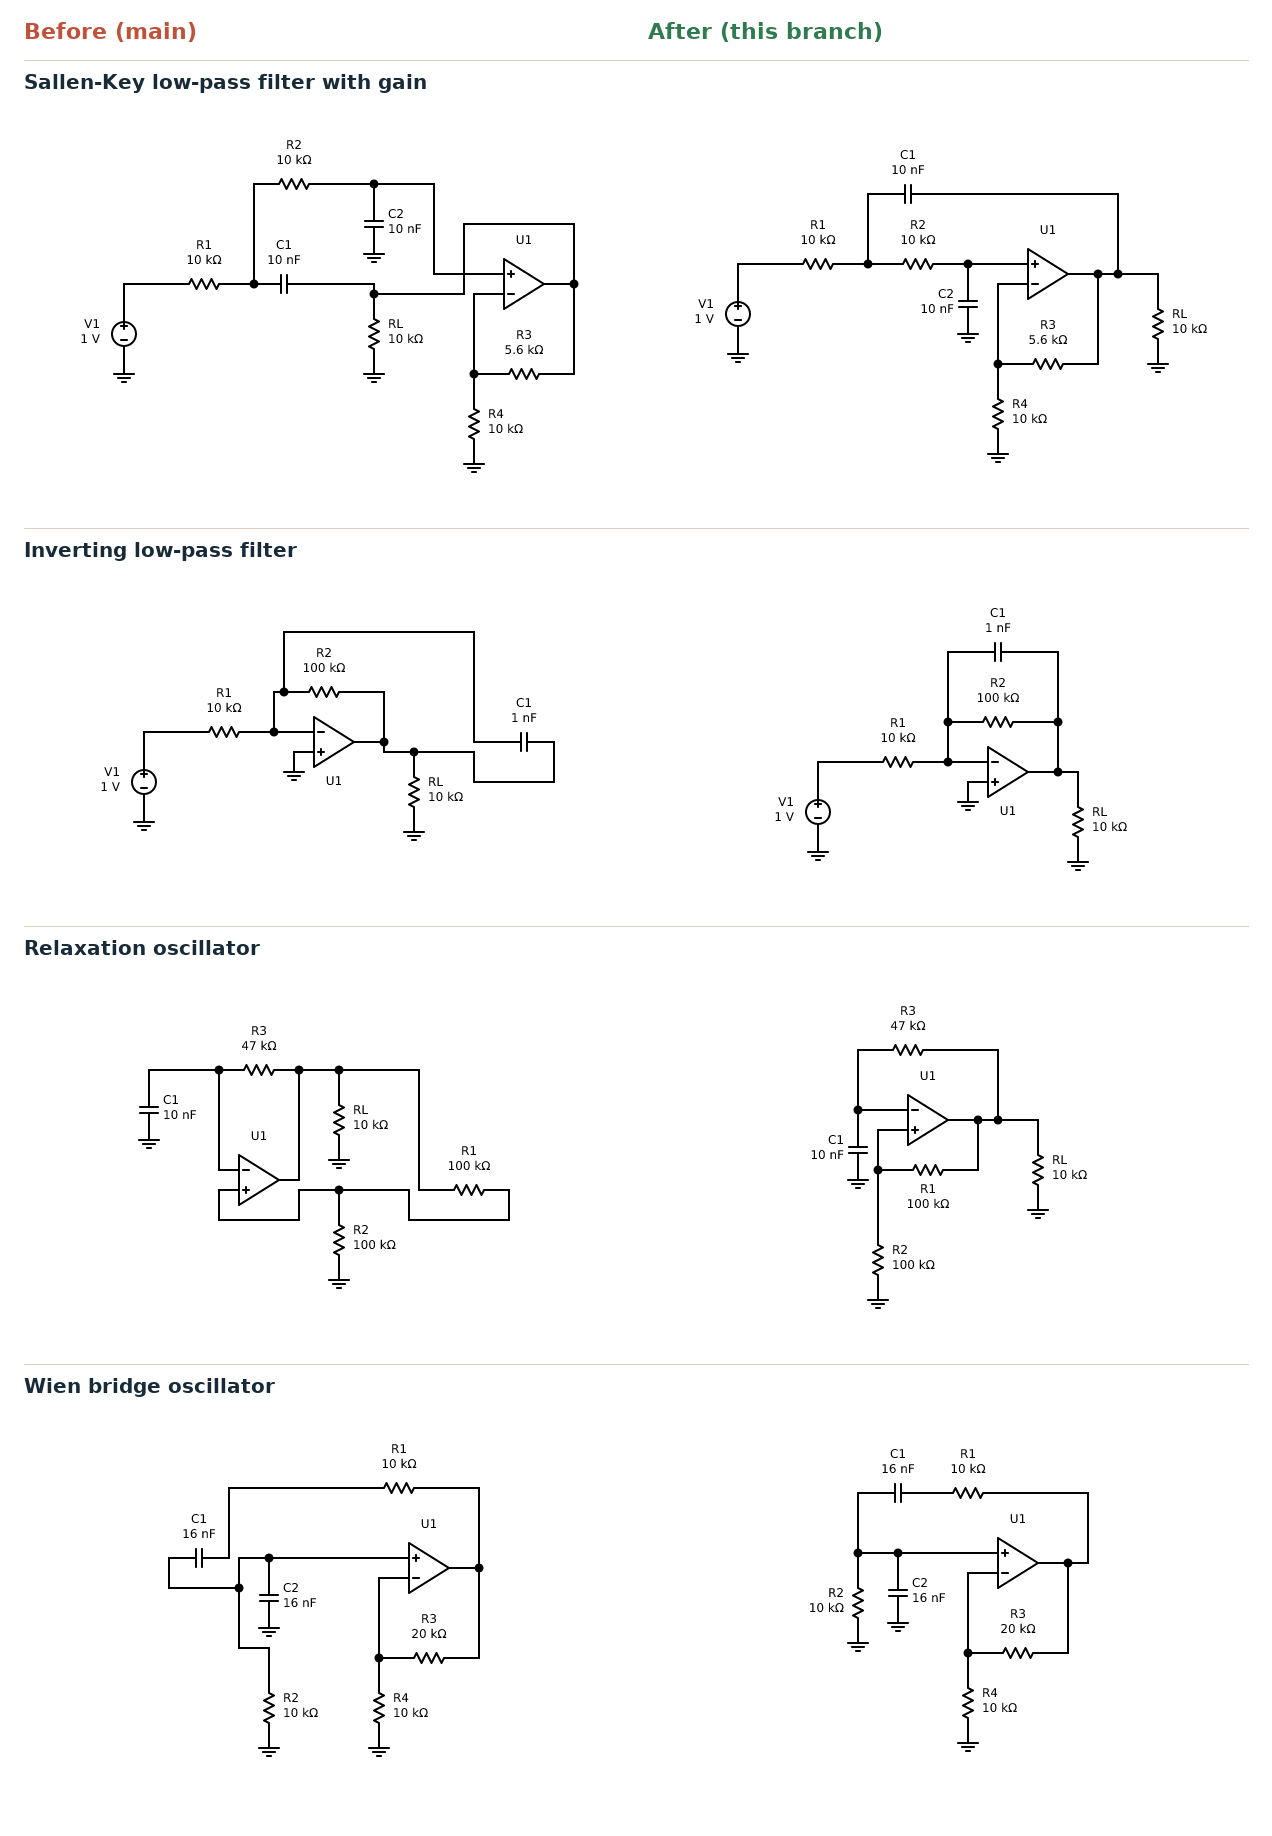 Before (main)
After (this branch)
Sallen-Key low-pass filter with gain
R2
10 kΩ
C2
10 nF
R1
10 kΩ
C1
10 nF
U1
V1
1 V
RL
10 kΩ
R3
5.6 kΩ
R4
10 kΩ
C1
10 nF
R1
10 kΩ
R2
10 kΩ
U1
C2
10 nF
V1
1 V
R3
5.6 kΩ
RL
10 kΩ
R4
10 kΩ
Inverting low-pass filter
R2
100 kΩ
R1
10 kΩ
C1
1 nF
V1
1 V
U1
RL
10 kΩ
C1
1 nF
R2
100 kΩ
R1
10 kΩ
V1
1 V
U1
RL
10 kΩ
Relaxation oscillator
R3
47 kΩ
C1
10 nF
RL
10 kΩ
U1
R1
100 kΩ
R2
100 kΩ
R3
47 kΩ
U1
C1
10 nF
RL
10 kΩ
R1
100 kΩ
R2
100 kΩ
Wien bridge oscillator
R1
10 kΩ
C1
16 nF
U1
C2
16 nF
R3
20 kΩ
R2
10 kΩ
R4
10 kΩ
C1
16 nF
R1
10 kΩ
U1
R2
10 kΩ
C2
16 nF
R3
20 kΩ
R4
10 kΩ